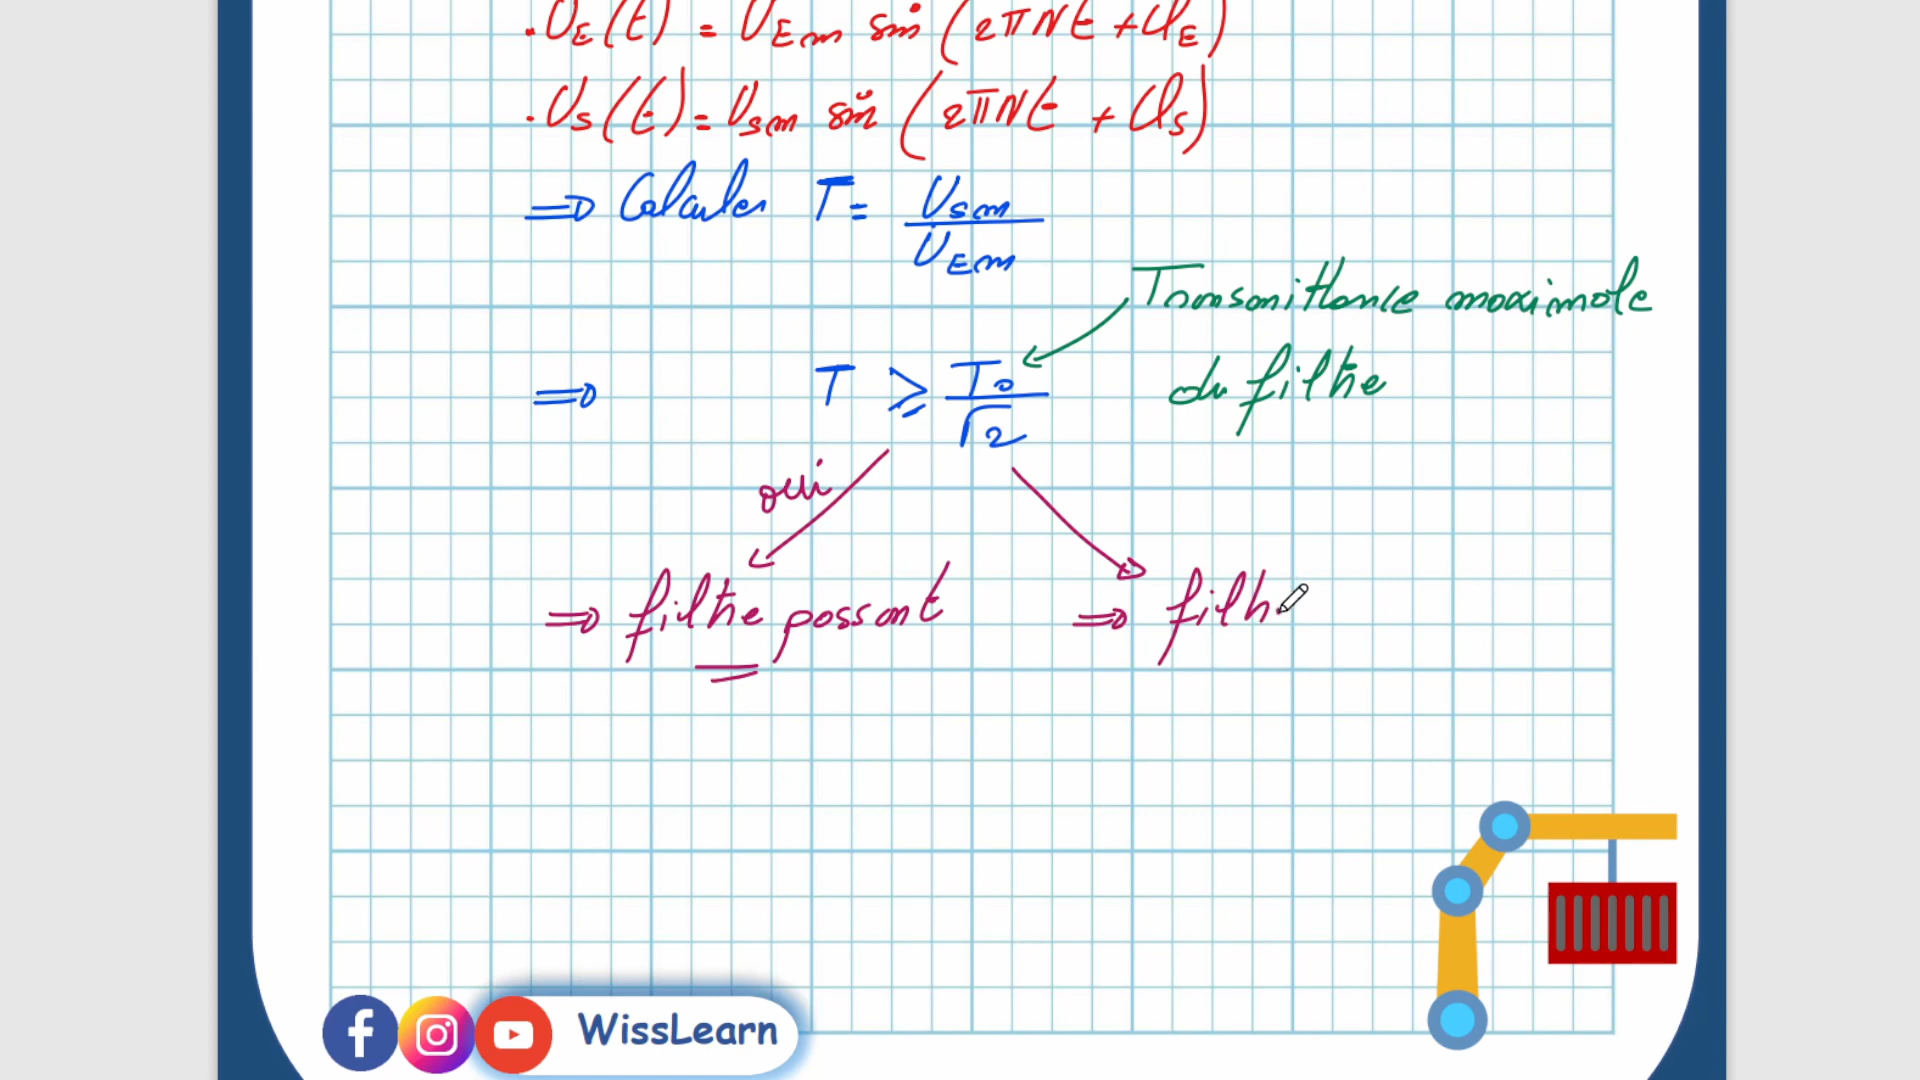 .U_E(t) = U_Em sin (2πNt + φ_E)
.U_S(t) = U_sm sin (2πNt + φ_S)
⇒ Calculer T = U_sm / U_Em
Transmittance maximale
⇒ T ≥ T_0 / √2
du filtre
oui
⇒ filtre passant ⇒ filt
WissLearn